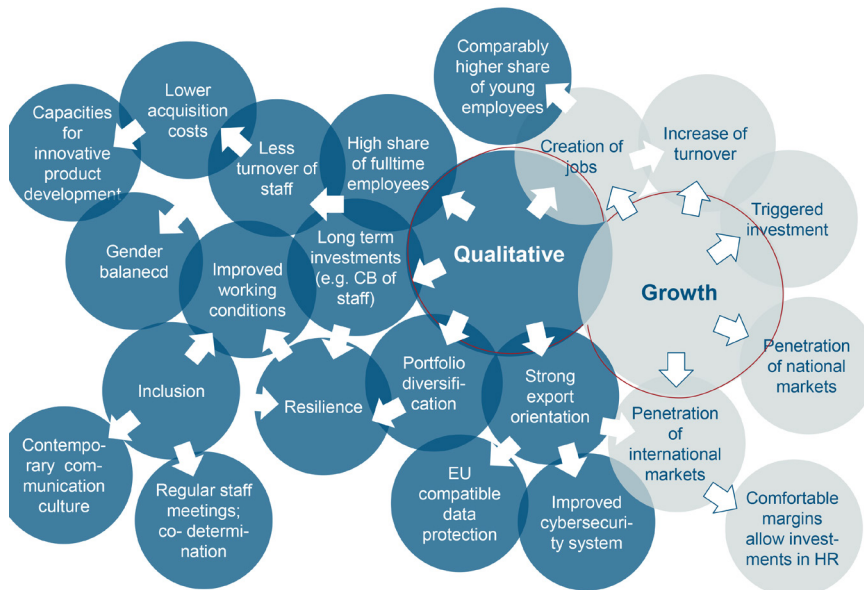 Comparably
higher share
of young
employees
Lower
acquisition
costs
Capacities
for
innovative
product
development
Less
turnover of
staff
High share
of fulltime
employees
Creation of
jobs
Increase of
turnover
Triggered
investment
Gender
balanecd
Improved
working
conditions
Long term
investments
(e.g. CB of
staff)
Qualitative
Growth
Penetration
of national
markets
Inclusion
Resilience
Portfolio
diversifi-
cation
Strong
export
orientation
Penetration
of
international
markets
Contempo-
rary com-
munication
culture
Regular staff
meetings;
co- determi-
nation
EU
compatible
data
protection
Improved
cybersecuri-
ty system
Comfortable
margins
allow invest-
ments in HR